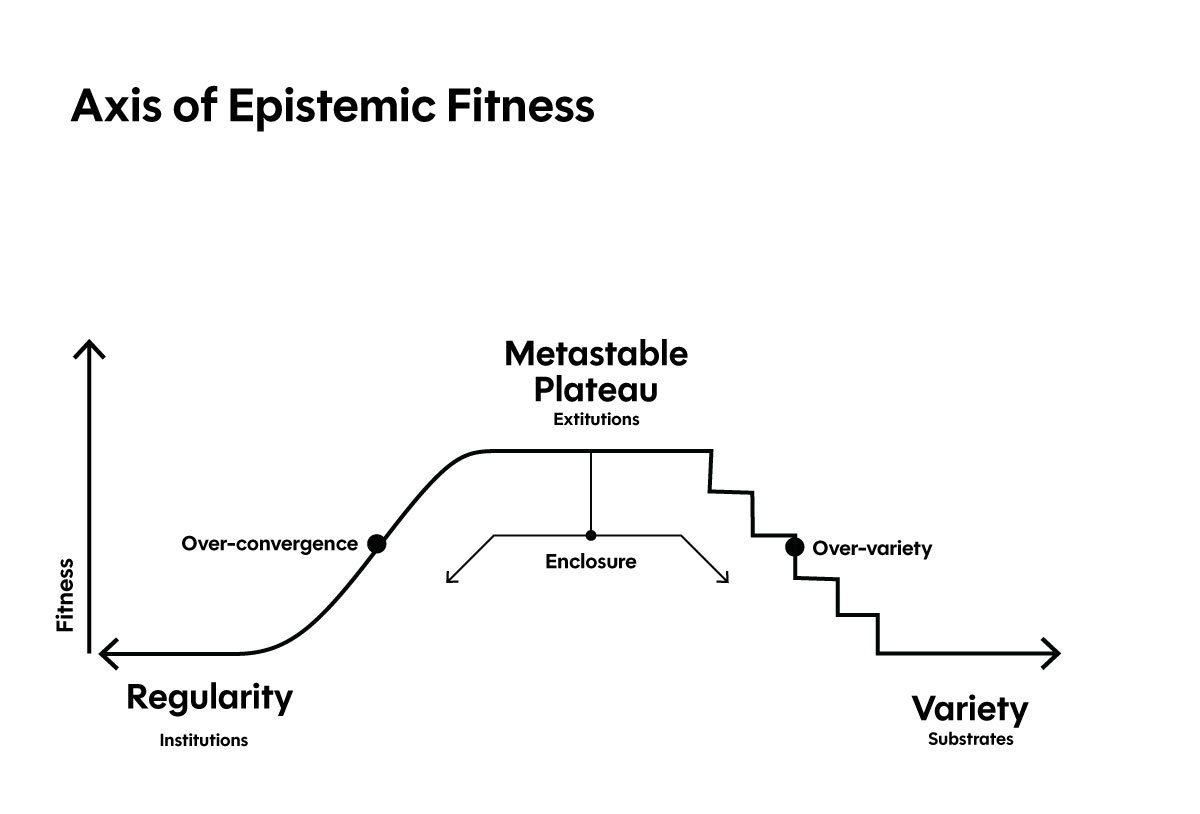 Axis of Epistemic Fitness
Metastable
Plateau
Extitutions
Over-convergence
Enclosure
Over-variety
Fitness
Regularity
Institutions
Variety
Substrates